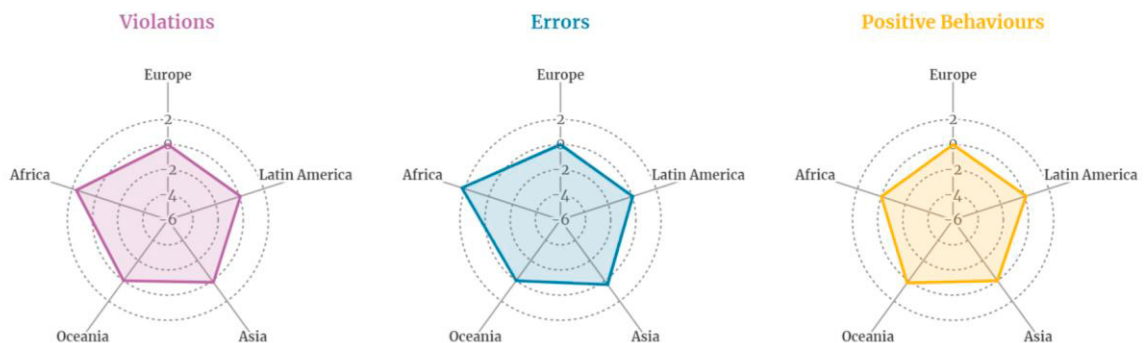 Violations
Errors
Positive Behaviours
Europe
2
0
-2
-4
-6
Africa
Latin America
Oceania
Asia
Europe
2
0
-2
-4
-6
Africa
Latin America
Oceania
Asia
Europe
2
0
-2
-4
-6
Africa
Latin America
Oceania
Asia